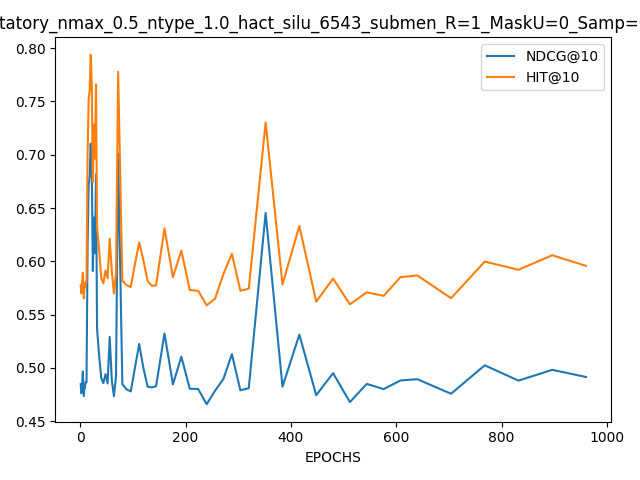 tatory_nmax_0.5_ntype_1.0_hact_silu_6543_submen_R=1_MaskU=0_Samp=
NDCG@10
HIT@10
0.80
0.75
0.70
0.65
0.60
0.55
0.50
0.45
0 200 400 600 800 1000
EPOCHS